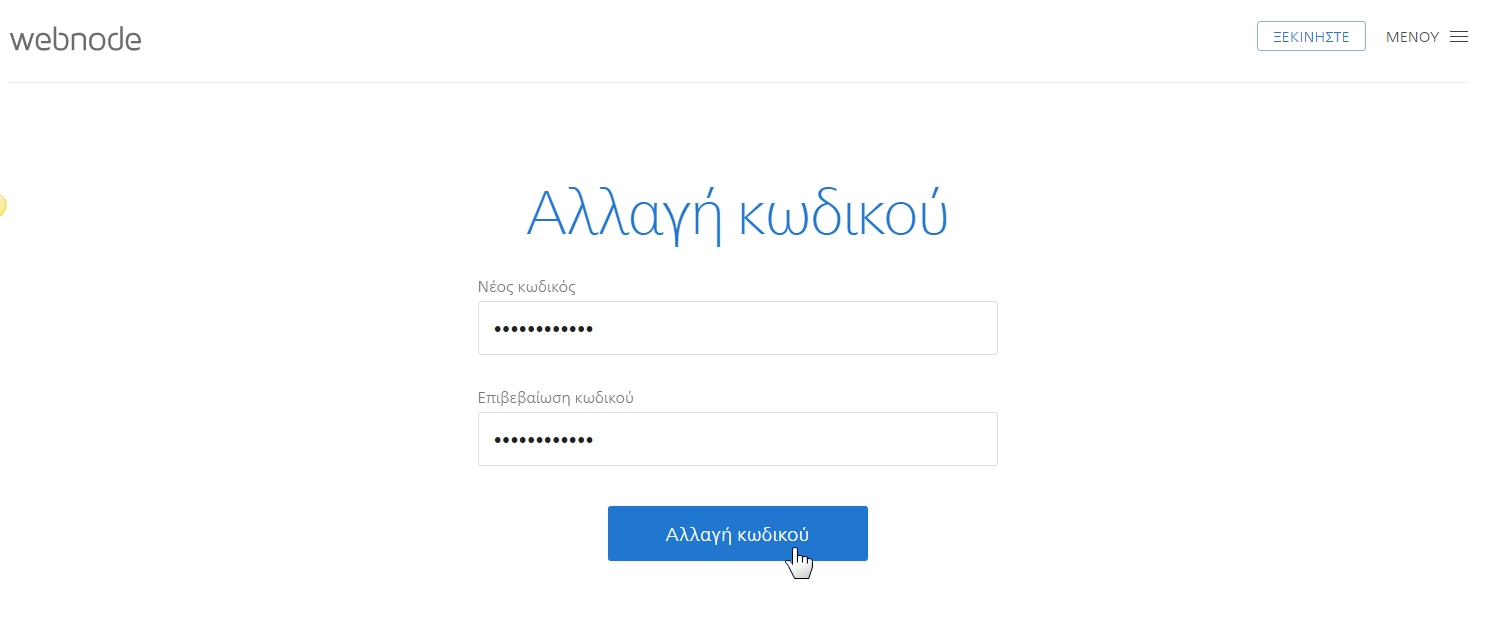 webnode
ΞΕΚΙΝΗΣΤΕ ΜΕΝΟΥ
Αλλαγή κωδικού
Νέος κωδικός
••••••••••••
Επιβεβαίωση κωδικού
••••••••••••
Αλλαγή κωδικού